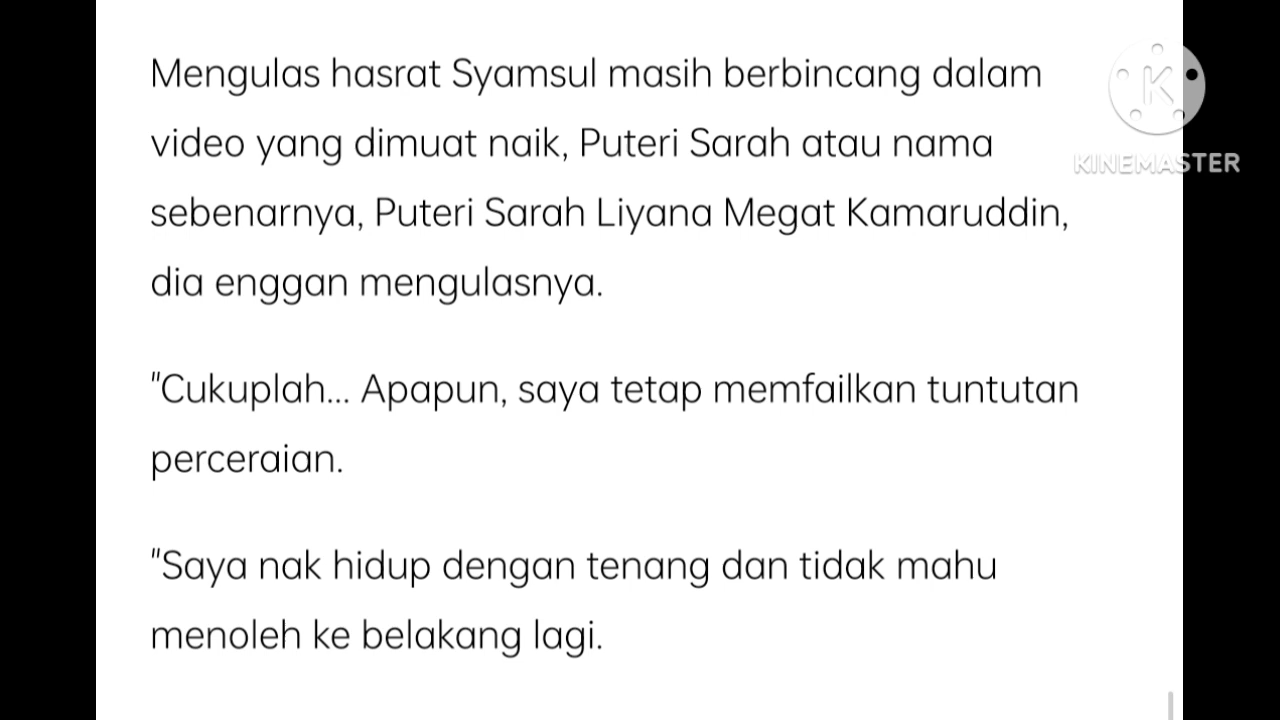 Mengulas hasrat Syamsul masih berbincang dalam
video yang dimuat naik, Puteri Sarah atau nama
sebenarnya, Puteri Sarah Liyana Megat Kamaruddin,
dia enggan mengulasnya.
"Cukuplah... Apapun, saya tetap memfailkan tuntutan
perceraian.
"Saya nak hidup dengan tenang dan tidak mahu
menoleh ke belakang lagi.
K
KINEMASTER